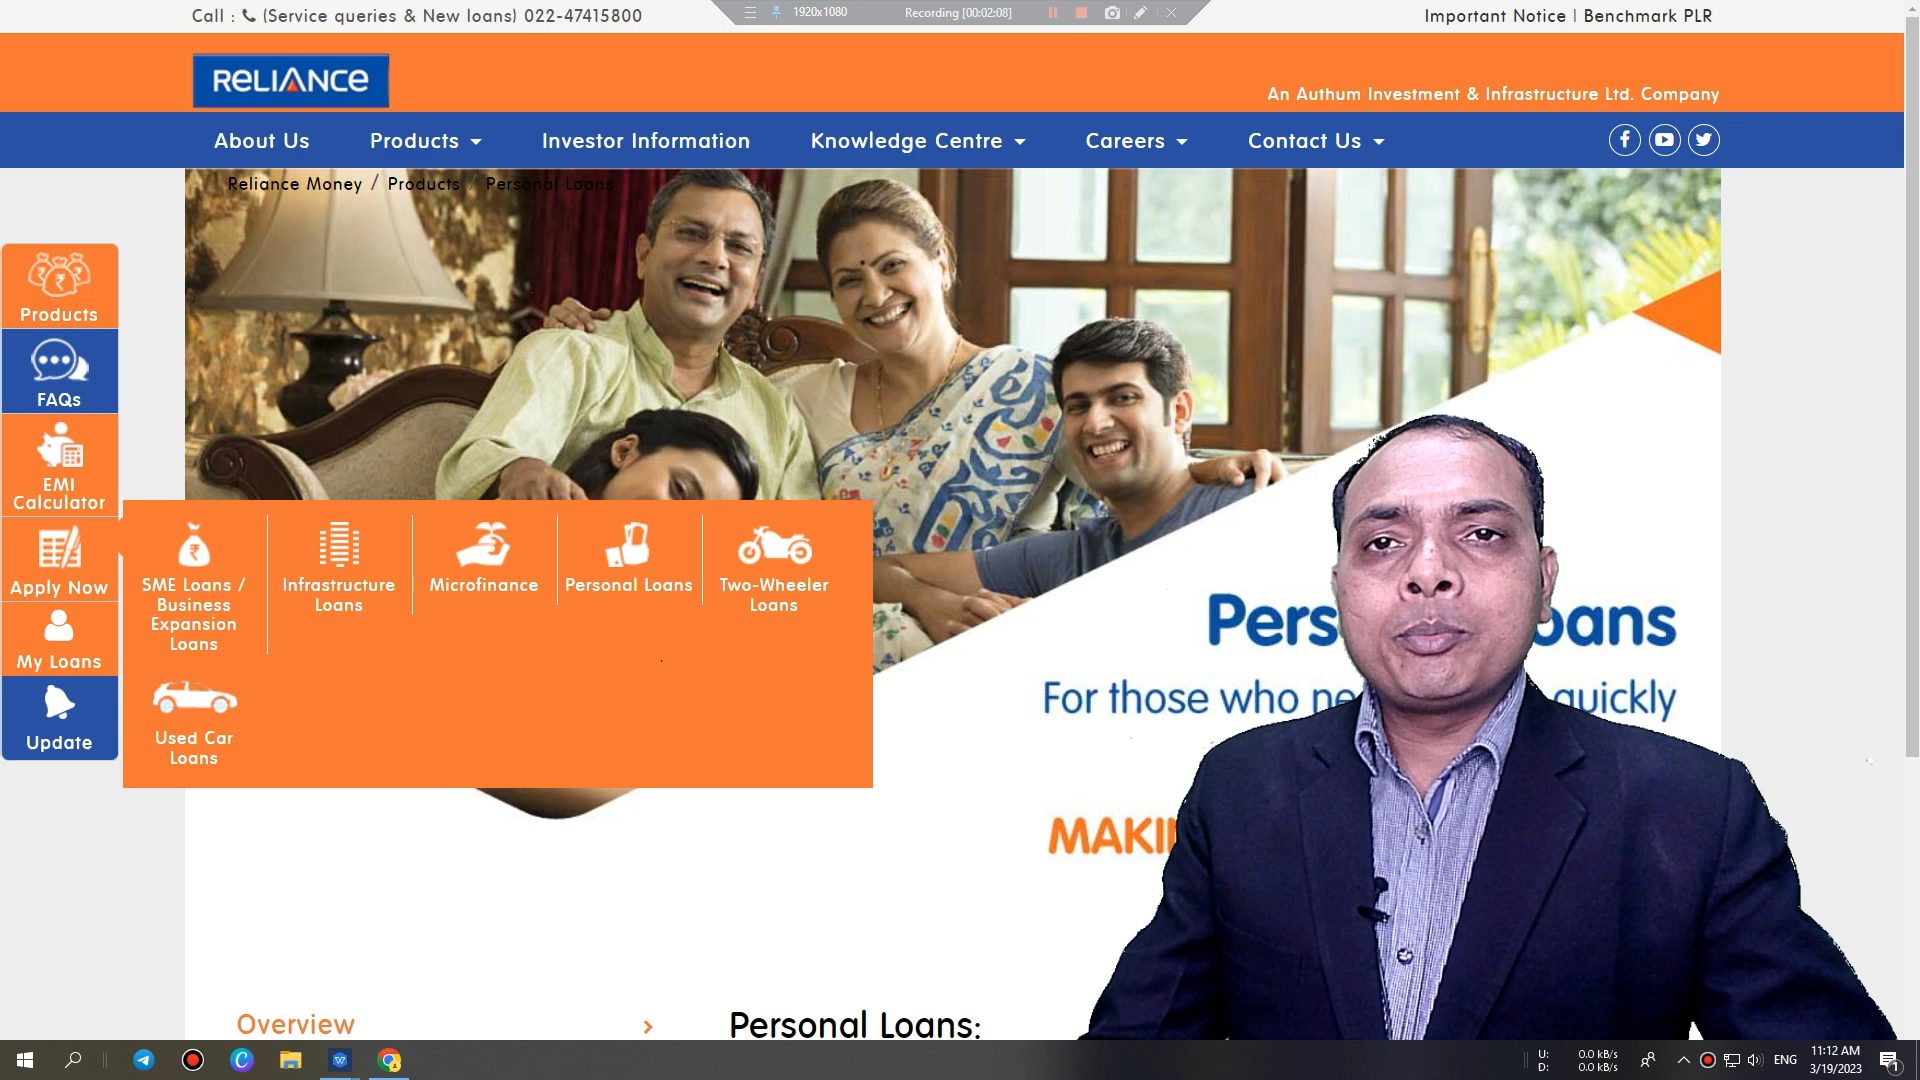 Call : (Service queries & New loans) 022-47415800
1920x1080
Recording [00:02:08]
Important Notice | Benchmark PLR
RELIANCE
An Authum Investment & Infrastructure Ltd. Company
About Us
Products
Investor Information
Knowledge Centre
Careers
Contact Us
Reliance Money / Products / Personal Loans
Products
FAQs
EMI
Calculator
Apply Now
My Loans
Update
SME Loans /
Business
Expansion
Loans
Infrastructure
Loans
Microfinance
Personal Loans
Two-Wheeler
Loans
Used Car
Loans
Pers oans
For those who ne quickly
MAKI
Overview
Personal Loans:
U: 0.0 kB/s
D: 0.0 kB/s
ENG
11:12 AM
3/19/2023
1